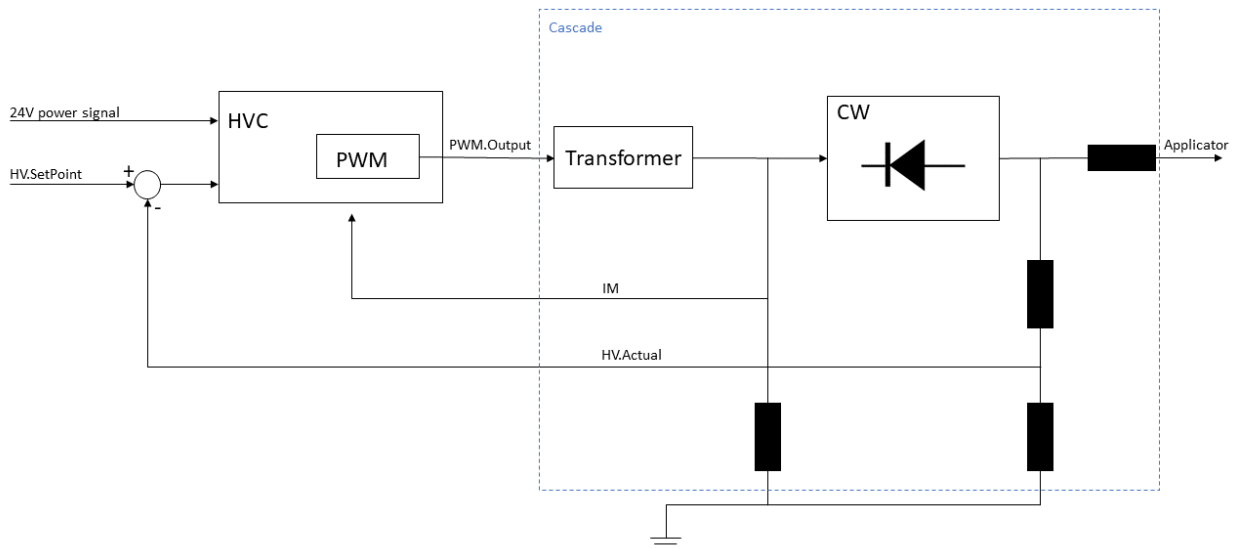 Cascade
24V power signal
HVC
CW
PWM
PWM.Output
Transformer
Applicator
HV.SetPoint
+
-
IM
HV.Actual